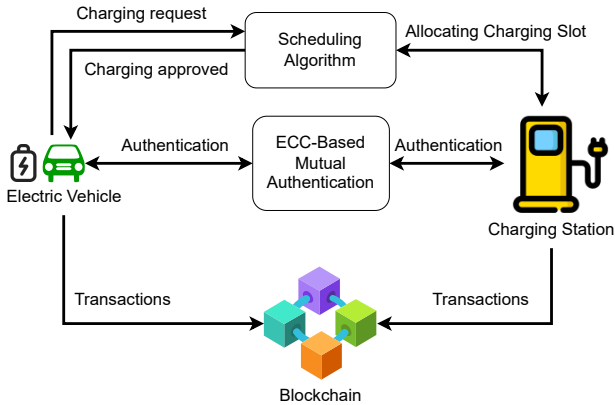 Charging request
Scheduling
Algorithm
Allocating Charging Slot
Charging approved
Authentication
ECC-Based
Mutual
Authentication
Authentication
Electric Vehicle
Charging Station
Transactions
Transactions
Blockchain